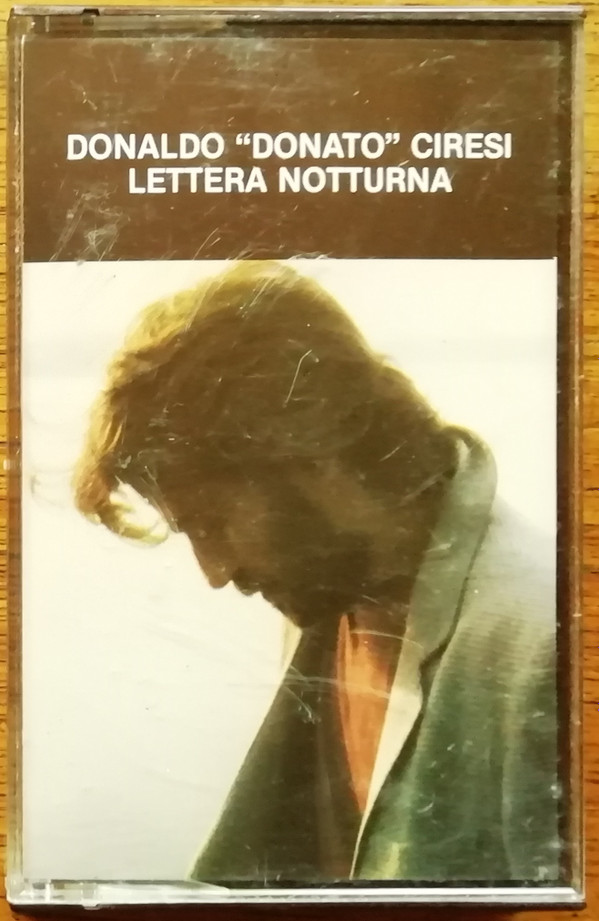 DONALDO “DONATO” CIRESI
LETTERA NOTTURNA